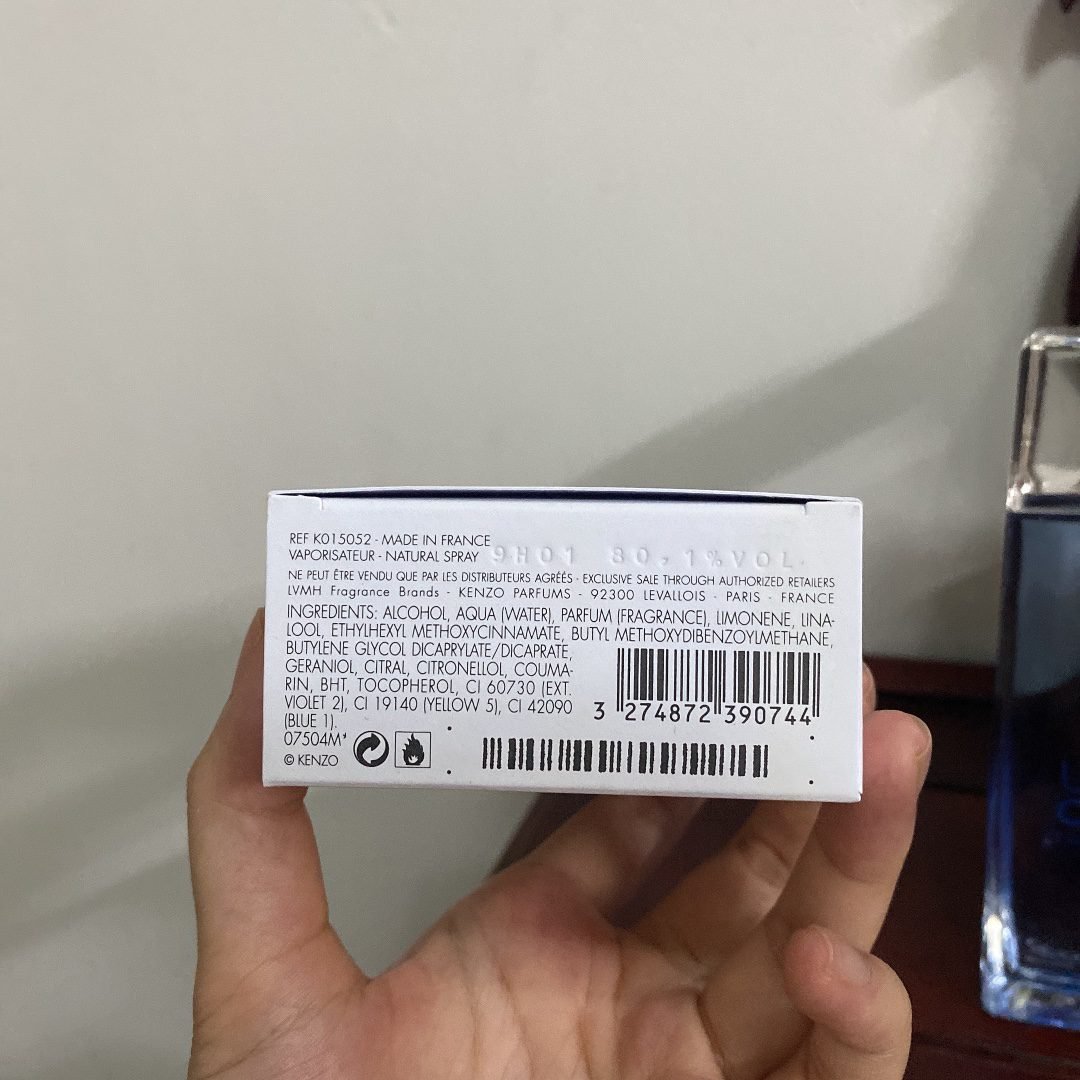 REF K015052 - MADE IN FRANCE
VAPORISATEUR - NATURAL SPRAY 9H01 80,1%VOL.
NE PEUT ÊTRE VENDU QUE PAR LES DISTRIBUTEURS AGRÉÉS - EXCLUSIVE SALE THROUGH AUTHORIZED RETAILERS
LVMH Fragrance Brands - KENZO PARFUMS - 92300 LEVALLOIS - PARIS - FRANCE
INGREDIENTS: ALCOHOL, AQUA (WATER), PARFUM (FRAGRANCE), LIMONENE, LINA-
LOOL, ETHYLHEXYL METHOXYCINNAMATE, BUTYL METHOXYDIBENZOYLMETHANE,
BUTYLENE GLYCOL DICAPRYLATE/DICAPRATE,
GERANIOL, CITRAL, CITRONELLOL, COUMA-
RIN, BHT, TOCOPHEROL, CI 60730 (EXT.
VIOLET 2), CI 19140 (YELLOW 5), CI 42090
(BLUE 1).
07504M
© KENZO
3 274872 390744